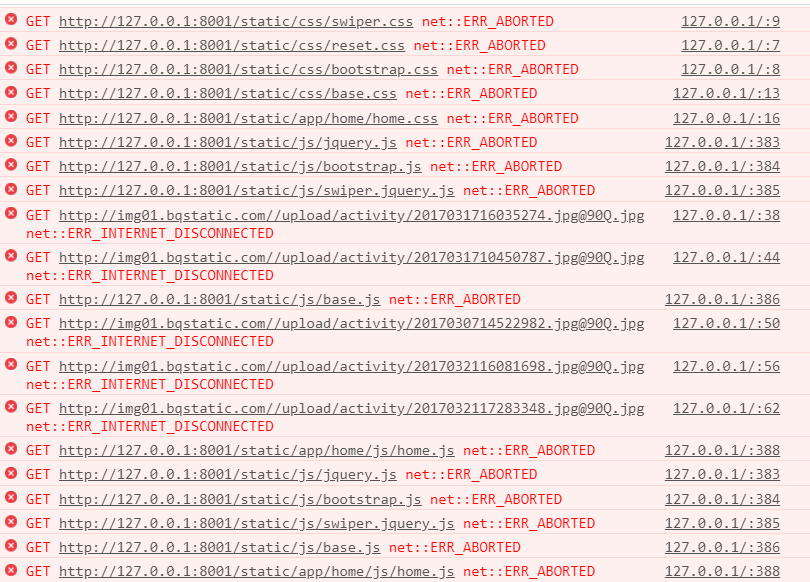 GET http://127.0.0.1:8001/static/css/swiper.css net::ERR_ABORTED 127.0.0.1/:9
GET http://127.0.0.1:8001/static/css/reset.css net::ERR_ABORTED 127.0.0.1/:7
GET http://127.0.0.1:8001/static/css/bootstrap.css net::ERR_ABORTED 127.0.0.1/:8
GET http://127.0.0.1:8001/static/css/base.css net::ERR_ABORTED 127.0.0.1/:13
GET http://127.0.0.1:8001/static/app/home/home.css net::ERR_ABORTED 127.0.0.1/:16
GET http://127.0.0.1:8001/static/js/jquery.js net::ERR_ABORTED 127.0.0.1/:383
GET http://127.0.0.1:8001/static/js/bootstrap.js net::ERR_ABORTED 127.0.0.1/:384
GET http://127.0.0.1:8001/static/js/swiper.jquery.js net::ERR_ABORTED 127.0.0.1/:385
GET http://img01.bqstatic.com//upload/activity/2017031716035274.jpg@90Q.jpg 127.0.0.1/:38
net::ERR_INTERNET_DISCONNECTED
GET http://img01.bqstatic.com//upload/activity/2017031710450787.jpg@90Q.jpg 127.0.0.1/:44
net::ERR_INTERNET_DISCONNECTED
GET http://127.0.0.1:8001/static/js/base.js net::ERR_ABORTED 127.0.0.1/:386
GET http://img01.bqstatic.com//upload/activity/2017030714522982.jpg@90Q.jpg 127.0.0.1/:50
net::ERR_INTERNET_DISCONNECTED
GET http://img01.bqstatic.com//upload/activity/2017032116081698.jpg@90Q.jpg 127.0.0.1/:56
net::ERR_INTERNET_DISCONNECTED
GET http://img01.bqstatic.com//upload/activity/2017032117283348.jpg@90Q.jpg 127.0.0.1/:62
net::ERR_INTERNET_DISCONNECTED
GET http://127.0.0.1:8001/static/app/home/js/home.js net::ERR_ABORTED 127.0.0.1/:388
GET http://127.0.0.1:8001/static/js/jquery.js net::ERR_ABORTED 127.0.0.1/:383
GET http://127.0.0.1:8001/static/js/bootstrap.js net::ERR_ABORTED 127.0.0.1/:384
GET http://127.0.0.1:8001/static/js/swiper.jquery.js net::ERR_ABORTED 127.0.0.1/:385
GET http://127.0.0.1:8001/static/js/base.js net::ERR_ABORTED 127.0.0.1/:386
GET http://127.0.0.1:8001/static/app/home/js/home.js net::ERR_ABORTED 127.0.0.1/:388